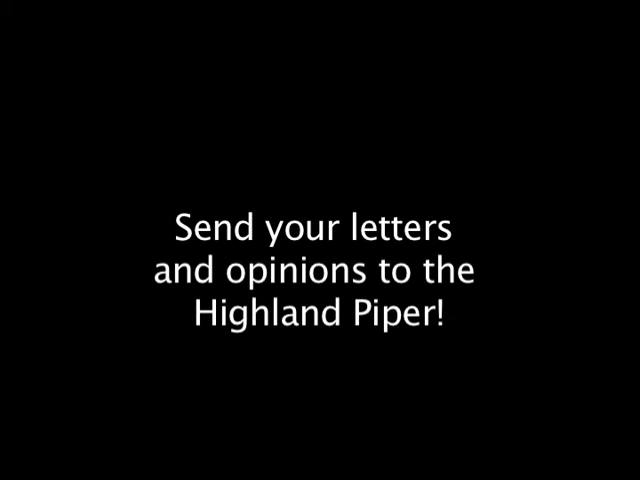 Send your letters
and opinions to the
Highland Piper!